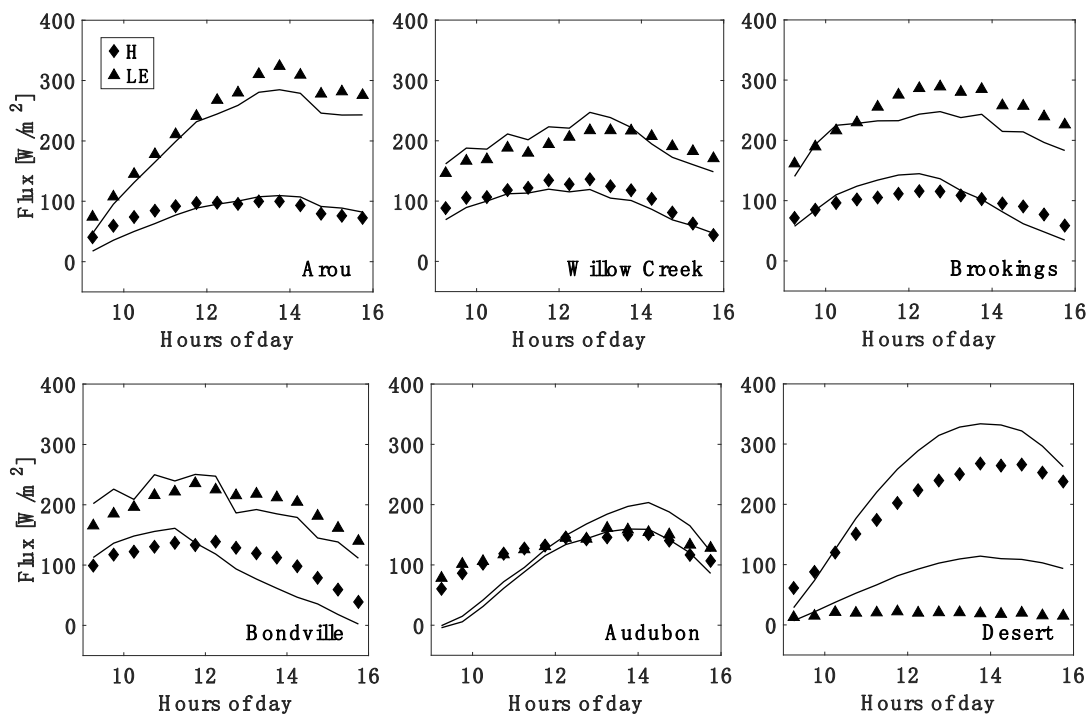 400
300
200
100
0
Flux [W/m²]
H
LE
Arou
10 12 14 16
Hours of day
400
300
200
100
0
Willow Creek
10 12 14 16
Hours of day
400
300
200
100
0
Brookings
10 12 14 16
Hours of day
400
300
200
100
0
Flux [W/m²]
Bondville
10 12 14 16
Hours of day
400
300
200
100
0
Audubon
10 12 14 16
Hours of day
400
300
200
100
0
Desert
10 12 14 16
Hours of day